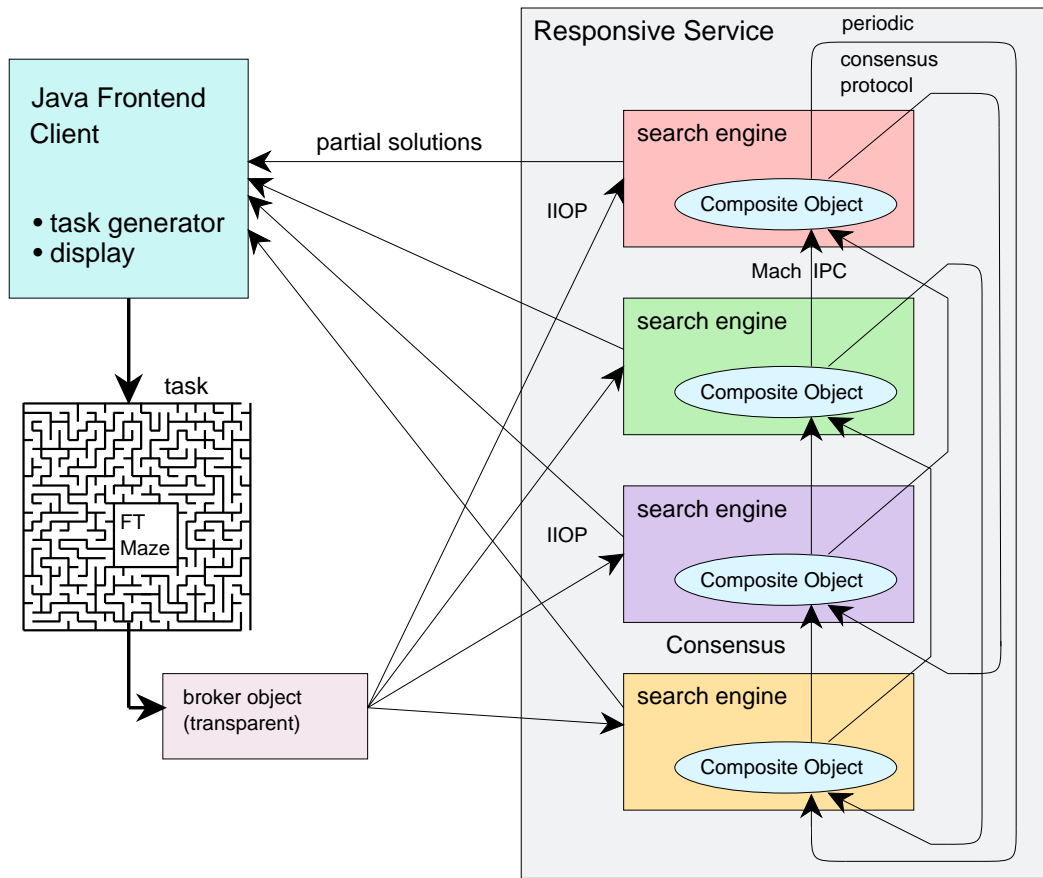 Responsive Service
periodic
consensus
protocol
Java Frontend
Client
• task generator
• display
partial solutions
IIOP
search engine
Composite Object
Mach IPC
search engine
Composite Object
task
FT
Maze
IIOP
search engine
Composite Object
Consensus
broker object
(transparent)
search engine
Composite Object